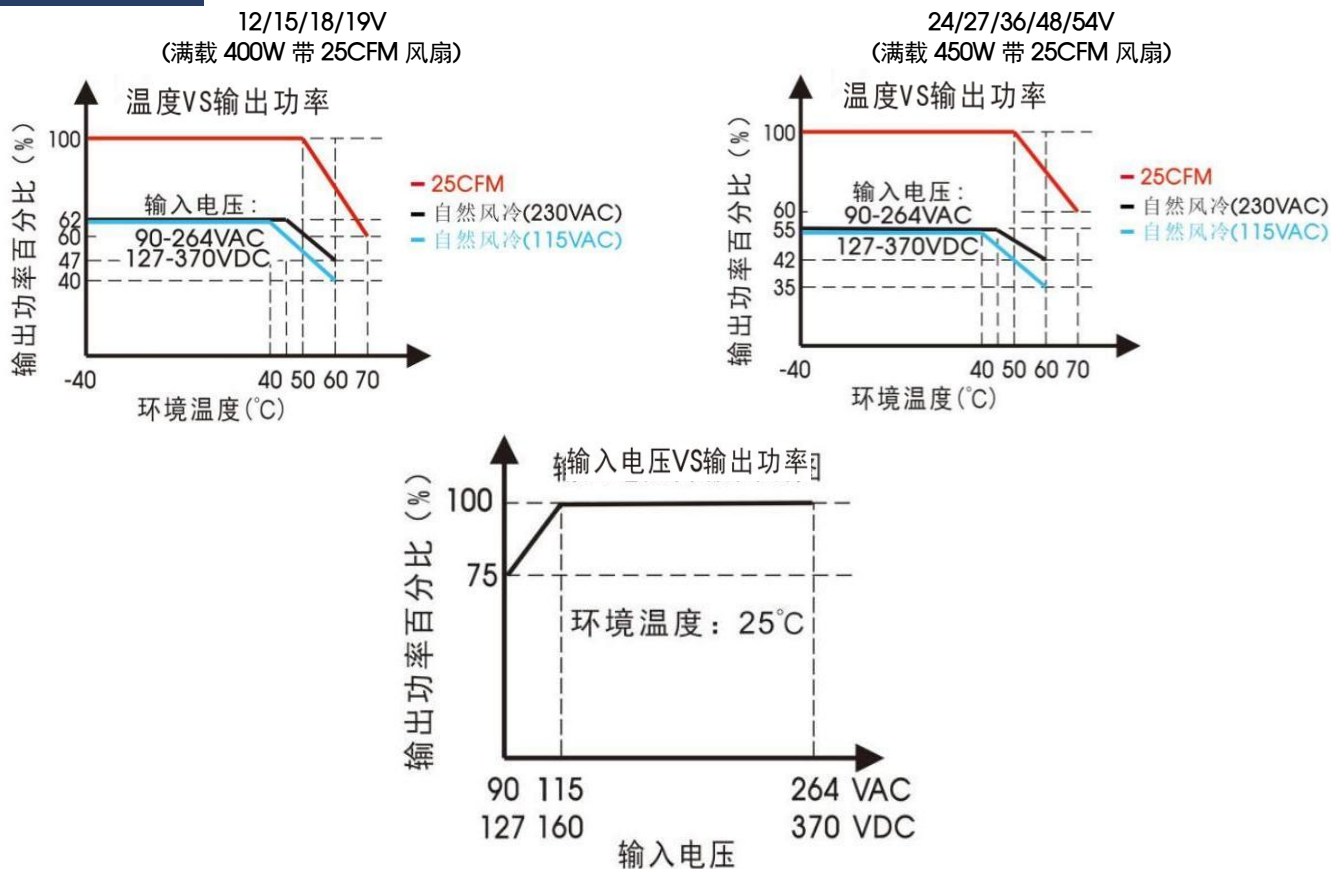 12/15/18/19V
(满载 400W 带 25CFM 风扇)
温度VS输出功率
输出功率百分比（%）
100
62
60
47
40
输入电压：
90-264VAC
127-370VDC
-40
40 50 60 70
环境温度(℃)
25CFM
自然风冷(230VAC)
自然风冷(115VAC)
24/27/36/48/54V
(满载 450W 带 25CFM 风扇)
温度VS输出功率
输出功率百分比（%）
100
60
55
42
35
输入电压：
90-264VAC
127-370VDC
-40
40 50 60 70
环境温度(℃)
25CFM
自然风冷(230VAC)
自然风冷(115VAC)
输入电压VS输出功率
输出功率百分比（%）
100
75
环境温度：25℃
90 115 264 VAC
127 160 370 VDC
输入电压